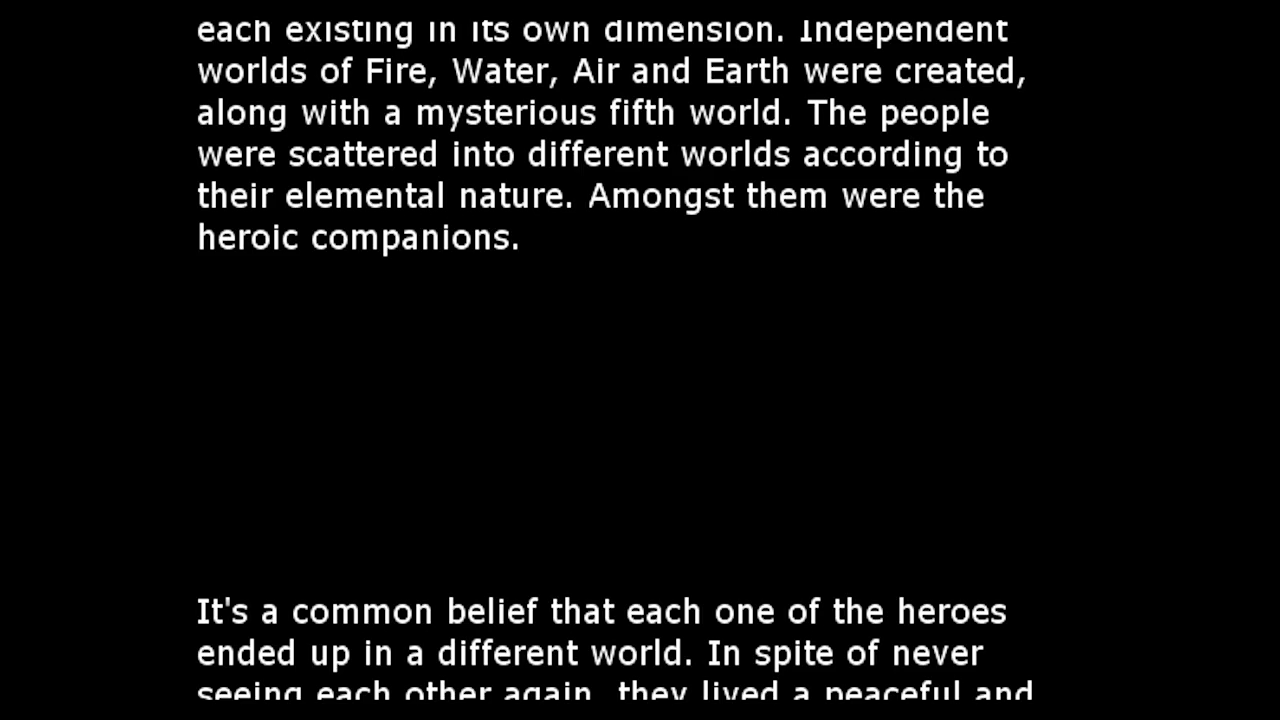 each existing in its own dimension. Independent
worlds of Fire, Water, Air and Earth were created,
along with a mysterious fifth world. The people
were scattered into different worlds according to
their elemental nature. Amongst them were the
heroic companions.
It's a common belief that each one of the heroes
ended up in a different world. In spite of never
seeing each other again, they lived a peaceful and